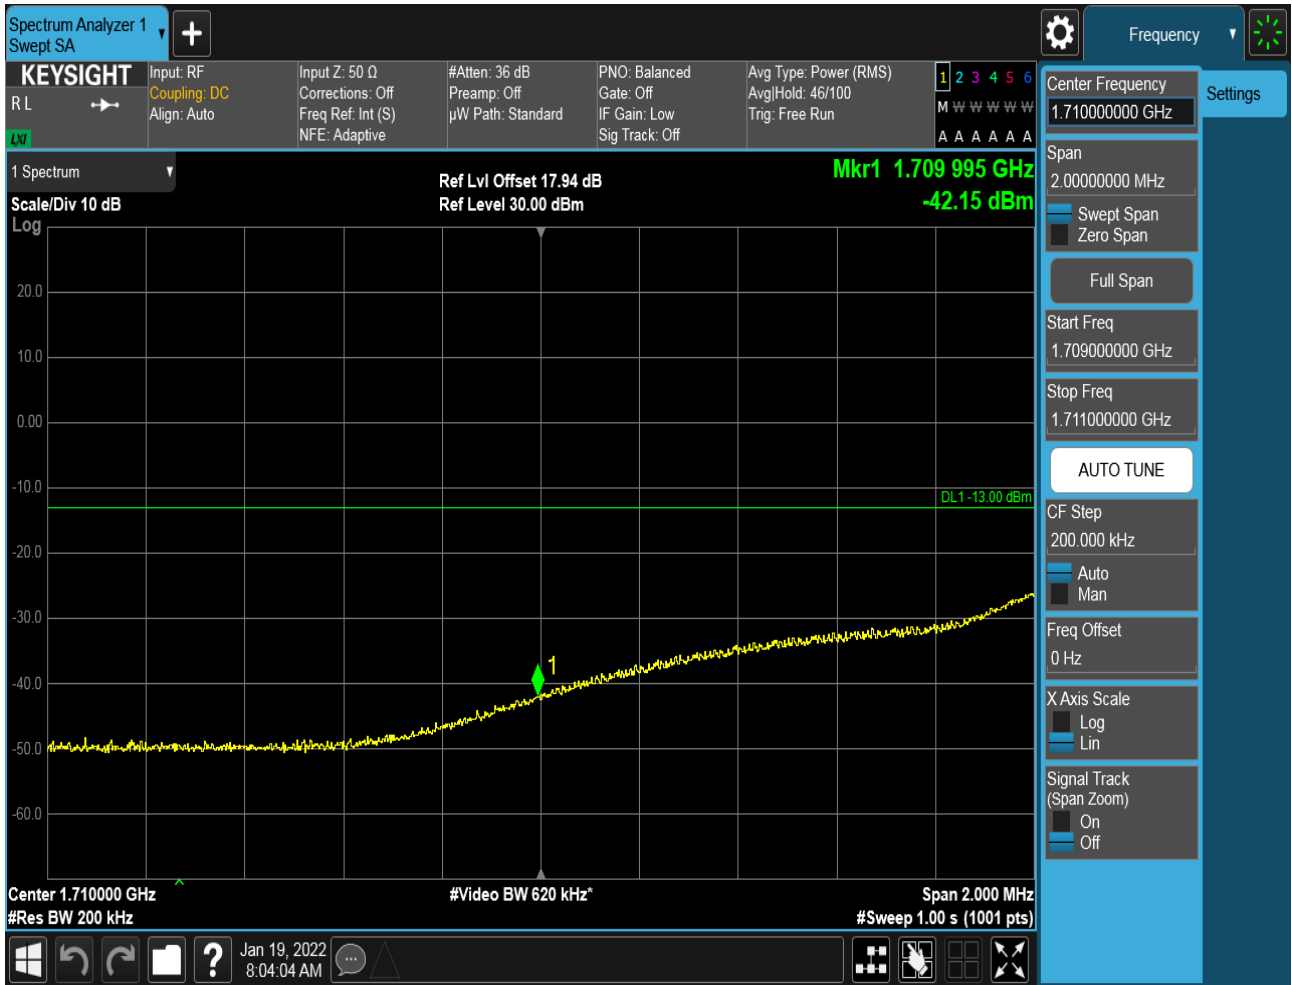 Spectrum Analyzer 1
Swept SA
Frequency
KEYSIGHT
R L
LXI
Input: RF
Coupling: DC
Align: Auto
Input Z: 50 Ω
Corrections: Off
Freq Ref: Int (S)
NFE: Adaptive
#Atten: 36 dB
Preamp: Off
µW Path: Standard
PNO: Balanced
Gate: Off
IF Gain: Low
Sig Track: Off
Avg Type: Power (RMS)
Avg|Hold: 46/100
Trig: Free Run
1 2 3 4 5 6
M W W W W W
A A A A A A
1 Spectrum
Scale/Div 10 dB
Log
Ref Lvl Offset 17.94 dB
Ref Level 30.00 dBm
Mkr1 1.709 995 GHz
-42.15 dBm
20.0
10.0
0.00
-10.0
DL1 -13.00 dBm
-20.0
-30.0
1
-40.0
-50.0
-60.0
Center 1.710000 GHz
#Res BW 200 kHz
#Video BW 620 kHz*
Span 2.000 MHz
#Sweep 1.00 s (1001 pts)
Jan 19, 2022
8:04:04 AM
?
Center Frequency
1.710000000 GHz
Settings
Span
2.00000000 MHz
Swept Span
Zero Span
Full Span
Start Freq
1.709000000 GHz
Stop Freq
1.711000000 GHz
AUTO TUNE
CF Step
200.000 kHz
Auto
Man
Freq Offset
0 Hz
X Axis Scale
Log
Lin
Signal Track
(Span Zoom)
On
Off